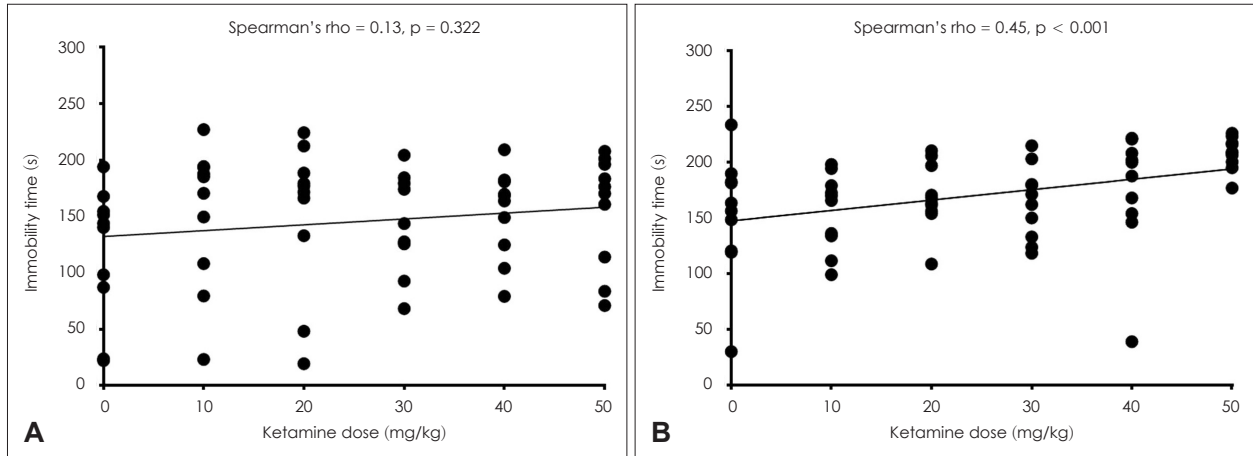 Spearman's rho = 0.13, p = 0.322
300
250
200
150
100
50
0
Immobility time (s)
0 10 20 30 40 50
Ketamine dose (mg/kg)
A
Spearman's rho = 0.45, p < 0.001
300
250
200
150
100
50
0
Immobility time (s)
0 10 20 30 40 50
Ketamine dose (mg/kg)
B